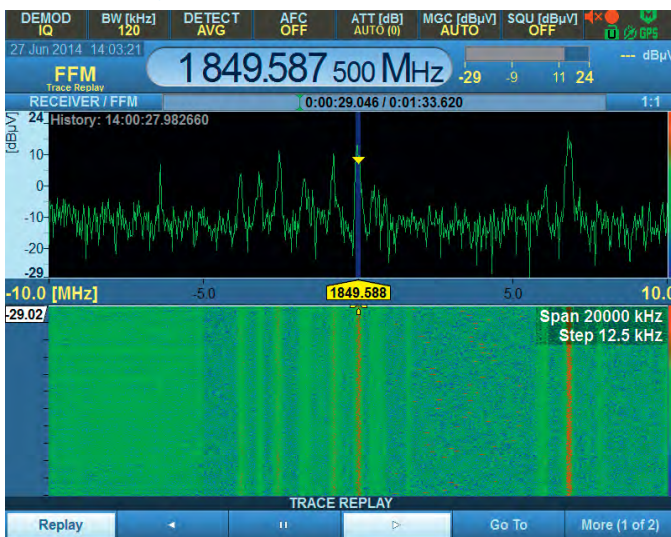 DEMOD BW [kHz] DETECT AFC ATT [dB] MGC [dBµV] SQU [dBµV]
IQ 120 AVG OFF AUTO (0) AUTO OFF
GPS
27 Jun 2014 14:03:21
FFM
Trace Replay
1 849.587 500 MHz
--- dBµV
-29 -9 11 24
RECEIVER / FFM 0:00:29.046 / 0:01:33.620 1:1
[dBµV]
24 History: 14:00:27.982660
10
0
-10
-20
-29
-10.0 [MHz] -5.0 1849.588 5.0 10.0
-29.02
Span 20000 kHz
Step 12.5 kHz
TRACE REPLAY
Replay Go To More (1 of 2)